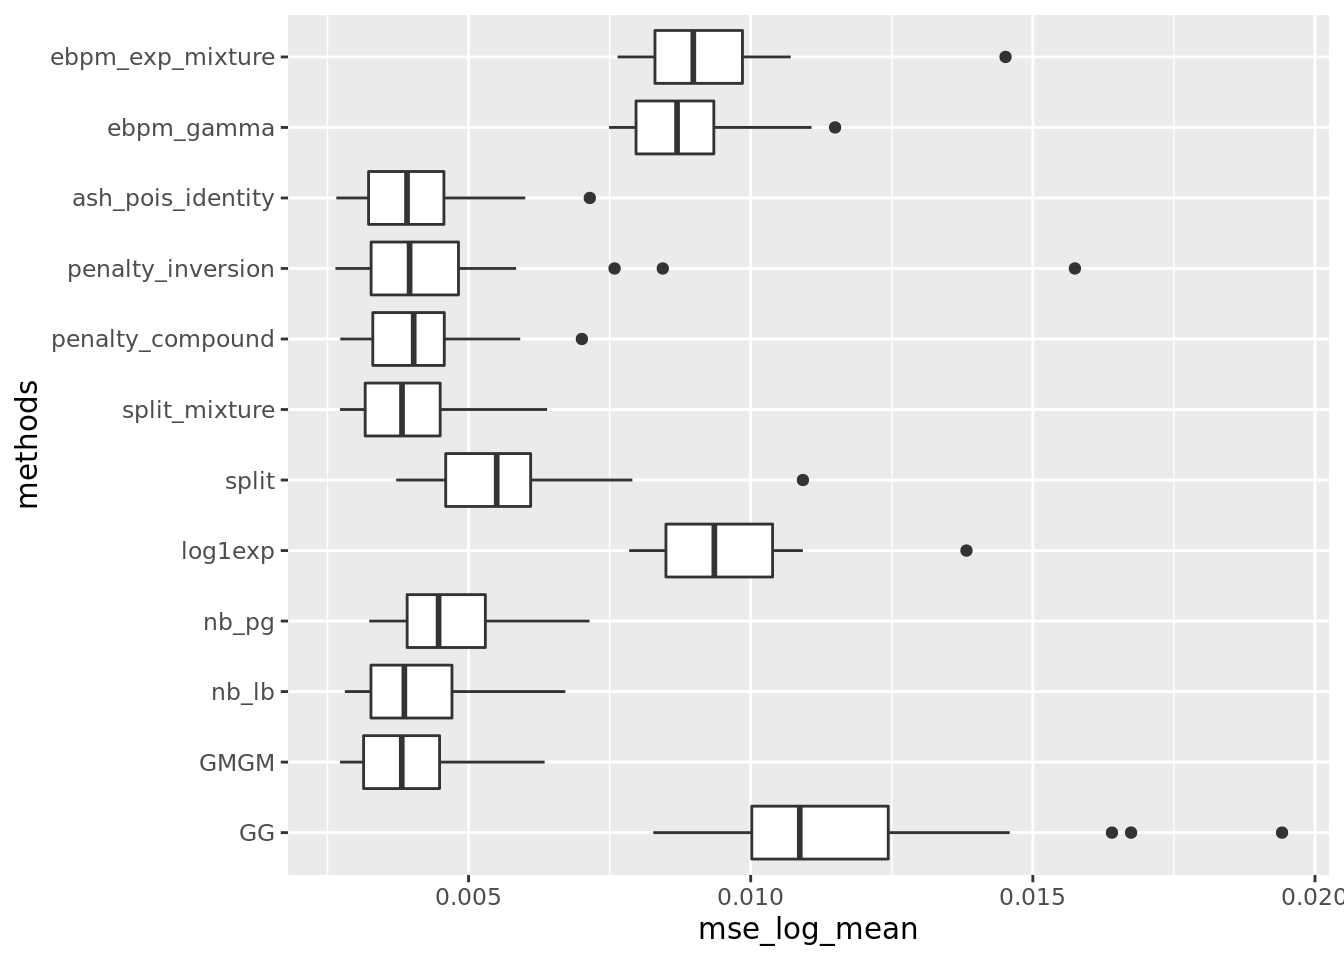 ebpm_exp_mixture
ebpm_gamma
ash_pois_identity
penalty_inversion
penalty_compound
split_mixture
split
log1exp
nb_pg
nb_lb
GMGM
GG
methods
0.005 0.010 0.015 0.020
mse_log_mean